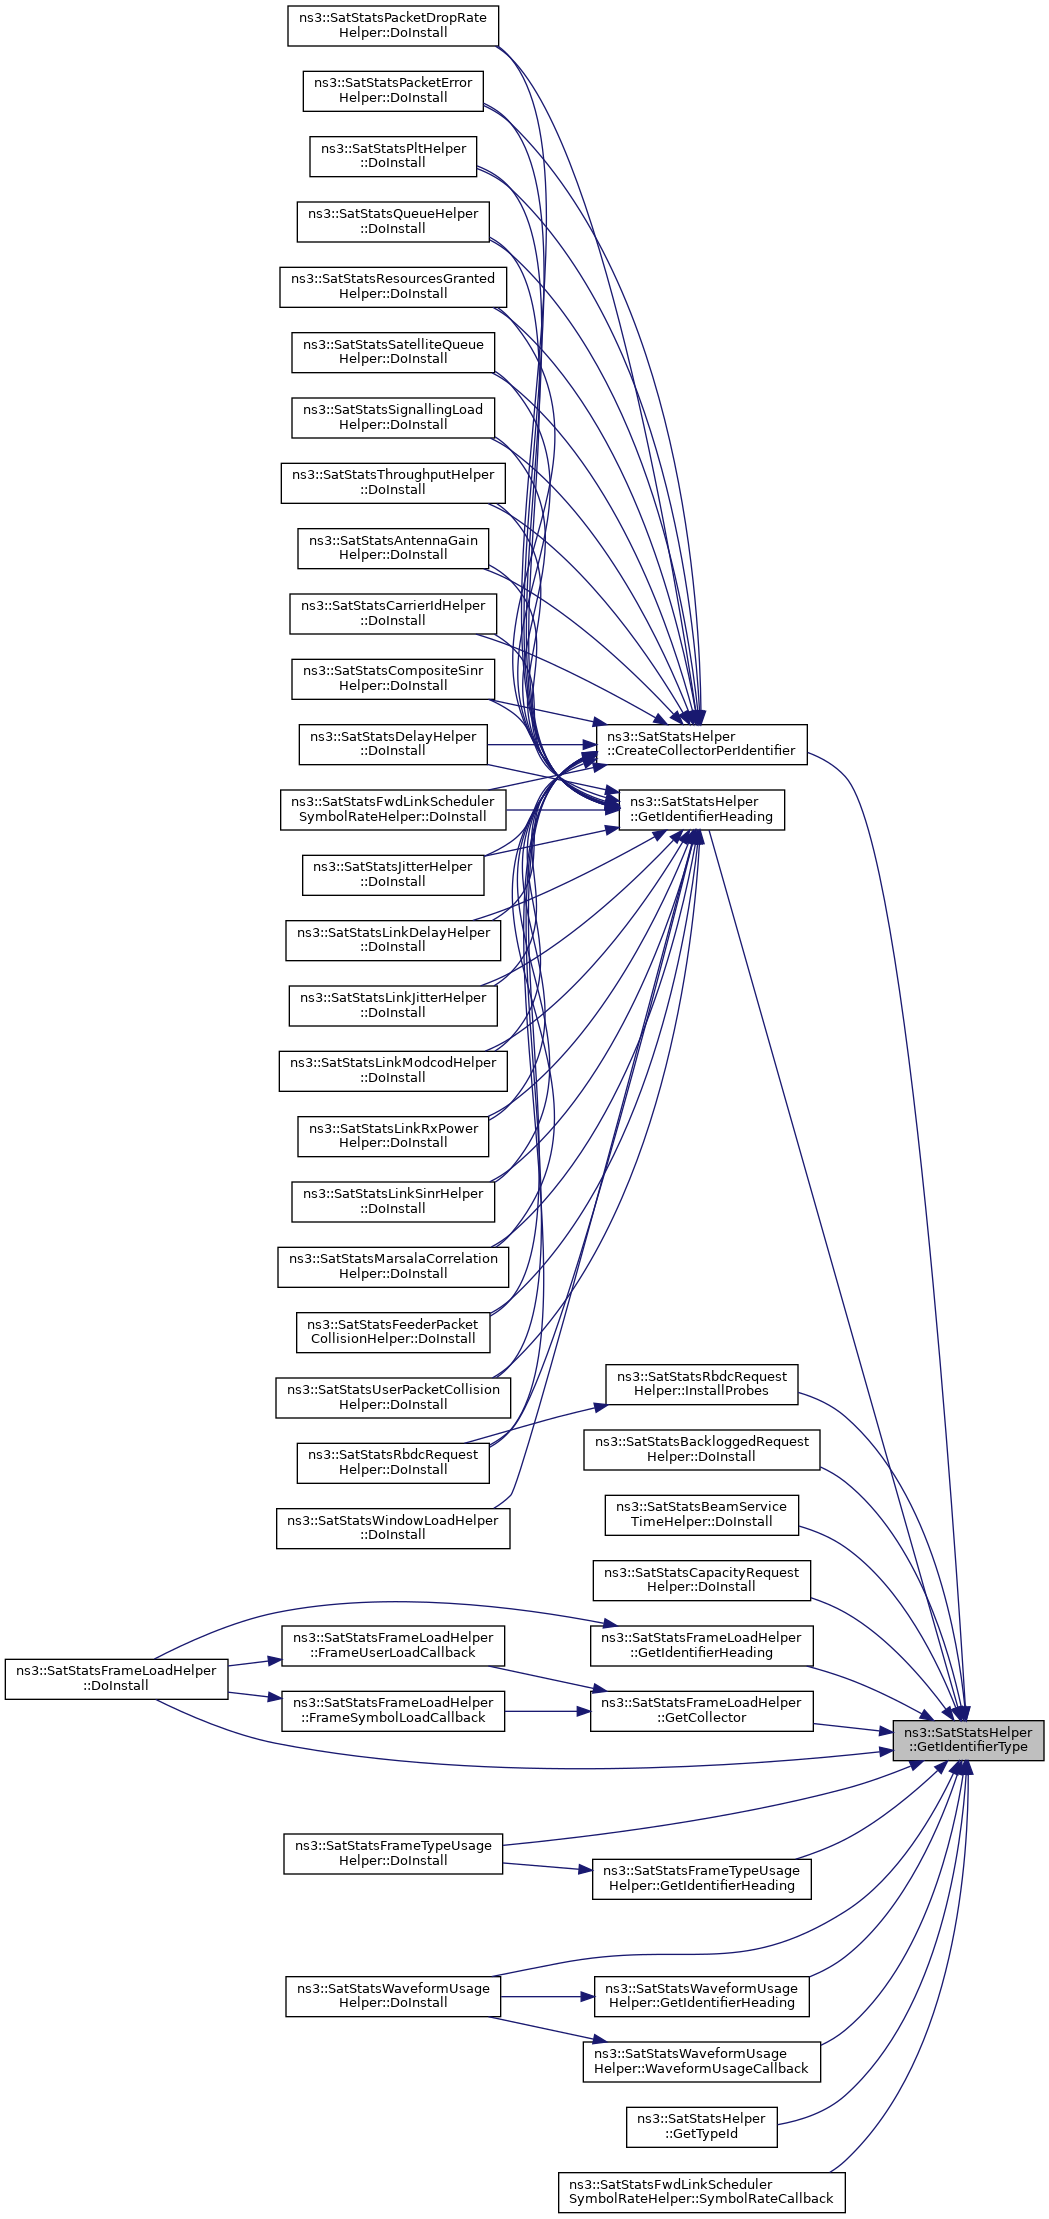 ns3::SatStatsPacketDropRate
Helper::DoInstall
ns3::SatStatsPacketError
Helper::DoInstall
ns3::SatStatsPltHelper
::DoInstall
ns3::SatStatsQueueHelper
::DoInstall
ns3::SatStatsResourcesGranted
Helper::DoInstall
ns3::SatStatsSatelliteQueue
Helper::DoInstall
ns3::SatStatsSignallingLoad
Helper::DoInstall
ns3::SatStatsThroughputHelper
::DoInstall
ns3::SatStatsAntennaGain
Helper::DoInstall
ns3::SatStatsCarrierIdHelper
::DoInstall
ns3::SatStatsCompositeSinr
Helper::DoInstall
ns3::SatStatsDelayHelper
::DoInstall
ns3::SatStatsHelper
::CreateCollectorPerIdentifier
ns3::SatStatsFwdLinkScheduler
SymbolRateHelper::DoInstall
ns3::SatStatsHelper
::GetIdentifierHeading
ns3::SatStatsJitterHelper
::DoInstall
ns3::SatStatsLinkDelayHelper
::DoInstall
ns3::SatStatsLinkJitterHelper
::DoInstall
ns3::SatStatsLinkModcodHelper
::DoInstall
ns3::SatStatsLinkRxPower
Helper::DoInstall
ns3::SatStatsLinkSinrHelper
::DoInstall
ns3::SatStatsMarsalaCorrelation
Helper::DoInstall
ns3::SatStatsFeederPacket
CollisionHelper::DoInstall
ns3::SatStatsUserPacketCollision
Helper::DoInstall
ns3::SatStatsRbdcRequest
Helper::InstallProbes
ns3::SatStatsRbdcRequest
Helper::DoInstall
ns3::SatStatsBackloggedRequest
Helper::DoInstall
ns3::SatStatsBeamService
TimeHelper::DoInstall
ns3::SatStatsWindowLoadHelper
::DoInstall
ns3::SatStatsCapacityRequest
Helper::DoInstall
ns3::SatStatsFrameLoadHelper
::DoInstall
ns3::SatStatsFrameLoadHelper
::FrameUserLoadCallback
ns3::SatStatsFrameLoadHelper
::GetIdentifierHeading
ns3::SatStatsFrameLoadHelper
::FrameSymbolLoadCallback
ns3::SatStatsFrameLoadHelper
::GetCollector
ns3::SatStatsHelper
::GetIdentifierType
ns3::SatStatsFrameTypeUsage
Helper::DoInstall
ns3::SatStatsFrameTypeUsage
Helper::GetIdentifierHeading
ns3::SatStatsWaveformUsage
Helper::DoInstall
ns3::SatStatsWaveformUsage
Helper::GetIdentifierHeading
ns3::SatStatsWaveformUsage
Helper::WaveformUsageCallback
ns3::SatStatsHelper
::GetTypeId
ns3::SatStatsFwdLinkScheduler
SymbolRateHelper::SymbolRateCallback